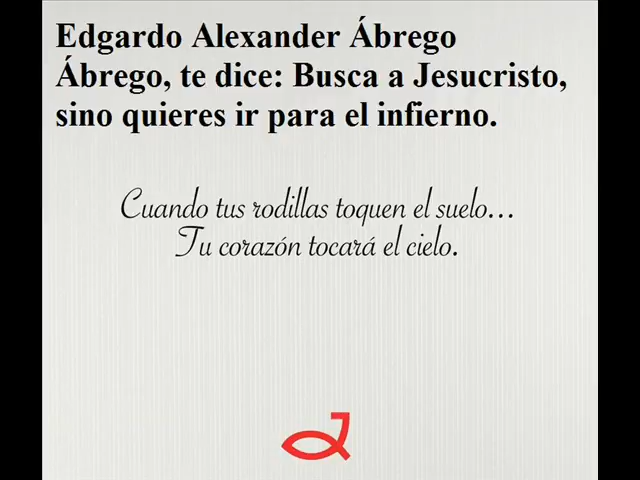 Edgardo Alexander Ábrego
Ábrego, te dice: Busca a Jesucristo,
sino quieres ir para el infierno.
Cuando tus rodillas toquen el suelo...
Tu corazón tocará el cielo.